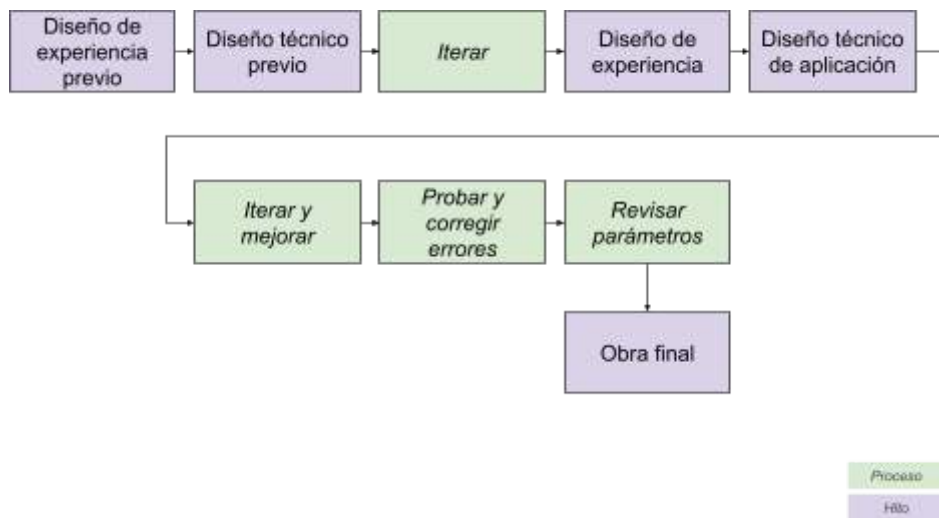 Diseño de
experiencia
previo
Diseño técnico
previo
Iterar
Diseño de
experiencia
Diseño técnico
de aplicación
Iterar y
mejorar
Probar y
corregir
errores
Revisar
parámetros
Obra final
Proceso
Hito